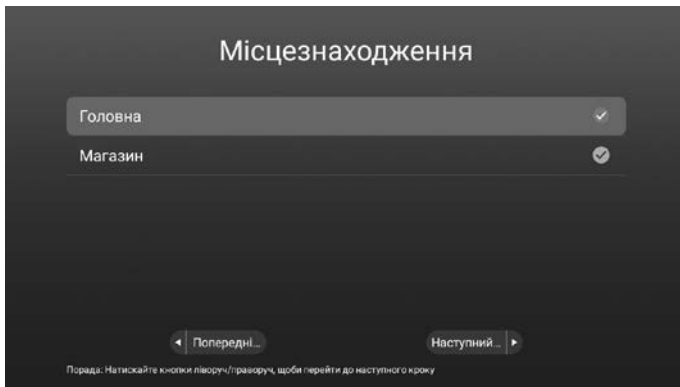 Місцезнаходження
Головна
Магазин
Попередні...
Наступний...
Порада: Натискайте кнопки ліворуч/праворуч, щоби перейти до наступного кроку